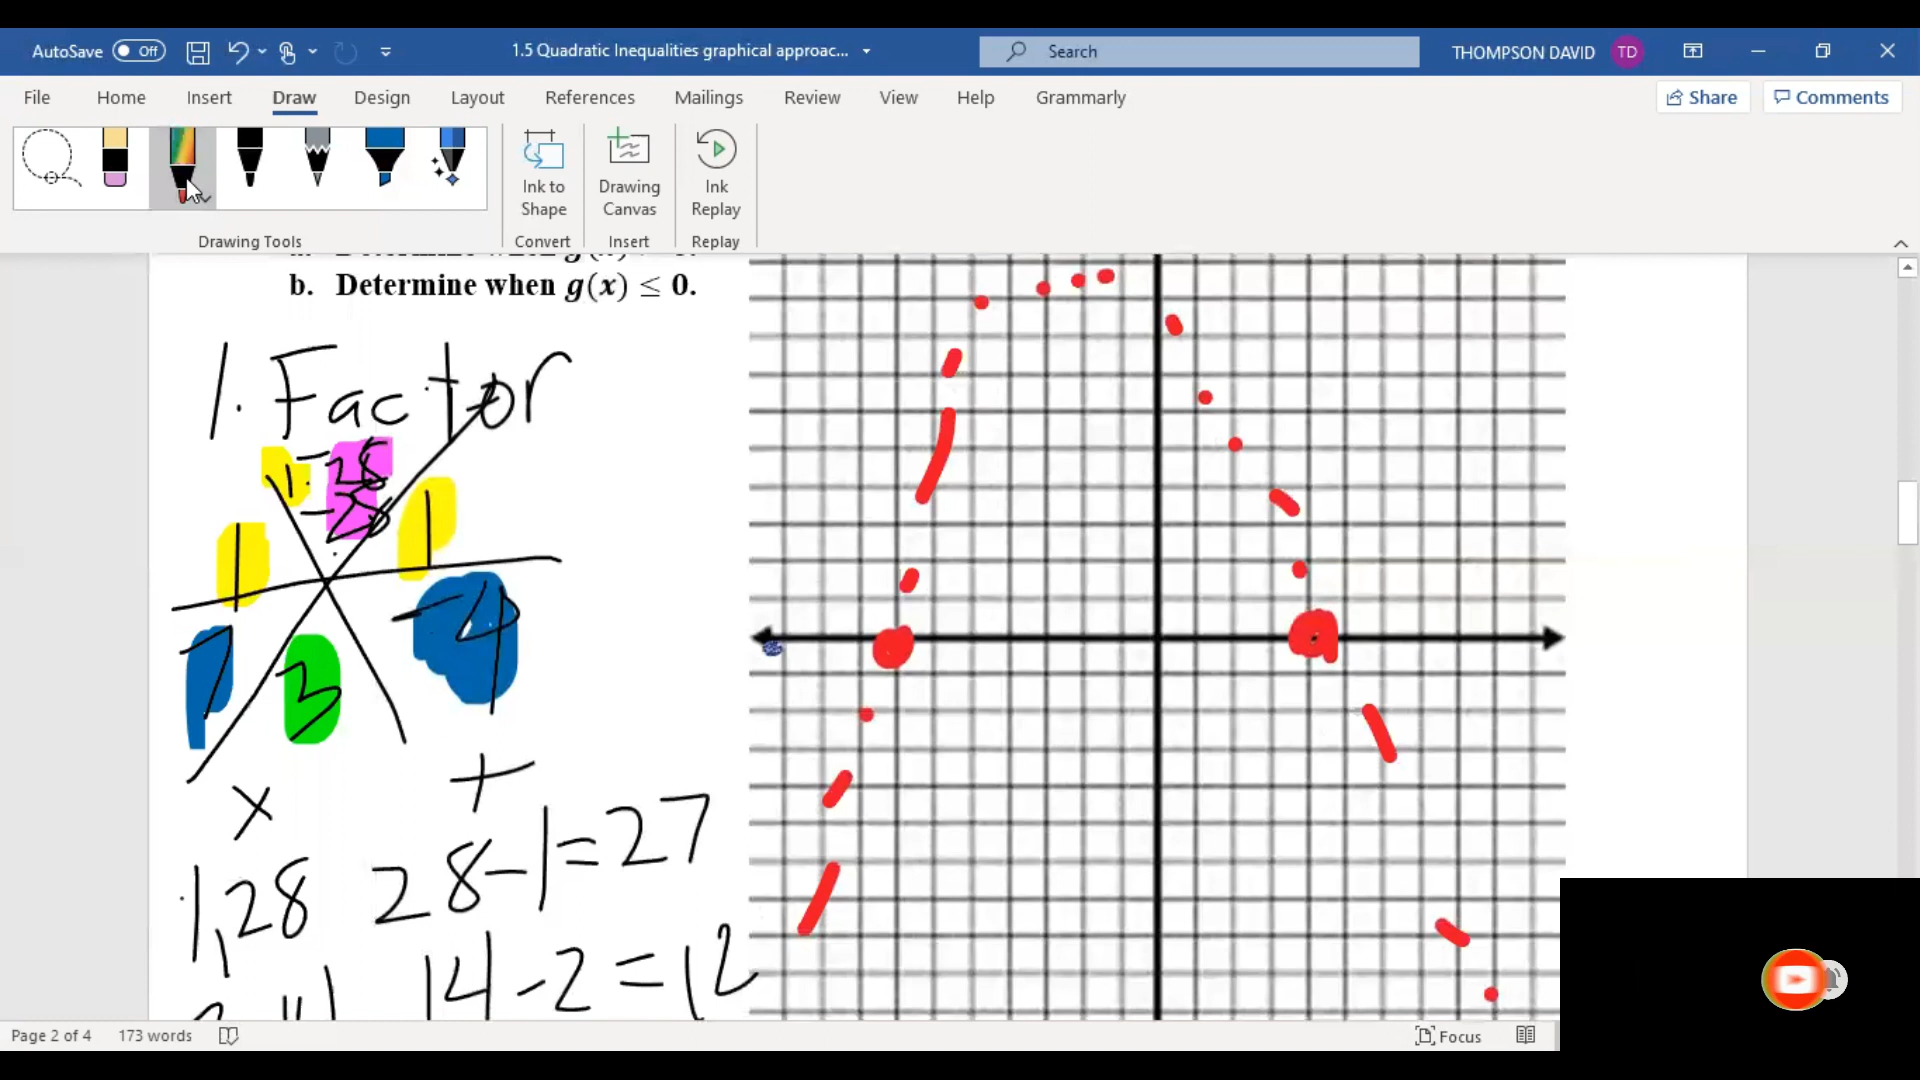 AutoSave Off 1.5 Quadratic Inequalities graphical approac... Search THOMPSON DAVID TD
File Home Insert Draw Design Layout References Mailings Review View Help Grammarly Share Comments
Ink to Shape
Drawing Canvas
Ink Replay
Drawing Tools Convert Insert Replay
b. Determine when g(x) ≤ 0.
1. Factor
1 -28
-28
1 1
7 3 -4
x +
1,28 28-1=27
14-2=12
Page 2 of 4 173 words Focus